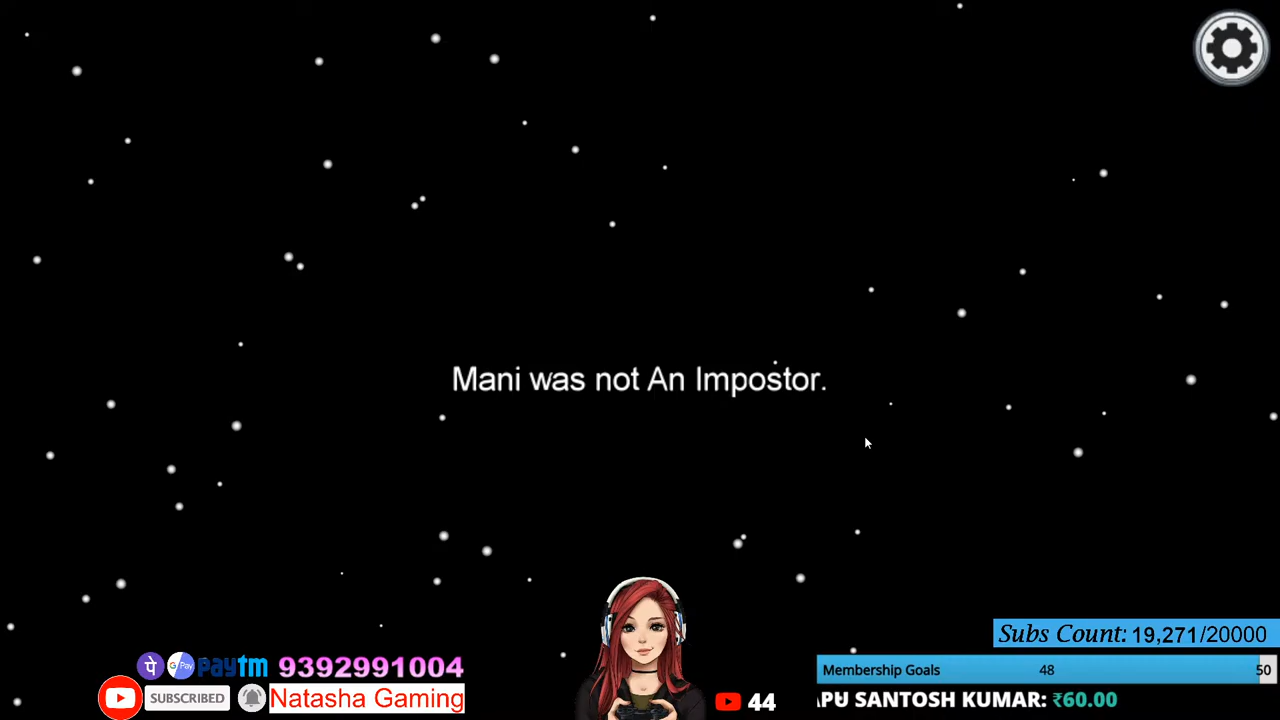 Mani was not An Impostor.
Subs Count: 19,271/20000
पे G Pay paytm 9392991004
Membership Goals 48 50
SUBSCRIBED Natasha Gaming
44
SANTOSH KUMAR: ₹60.00